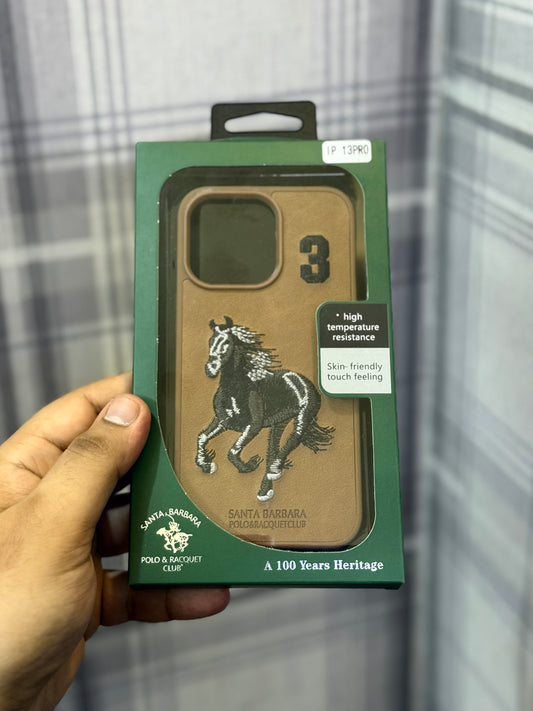 IP 13PRO
3
* high
temperature
resistance
Skin-friendly
touch feeling
SANTA BARBARA
POLO&RACQUETCLUB
SANTA BARBARA
POLO & RACQUET
CLUB®
A 100 Years Heritage